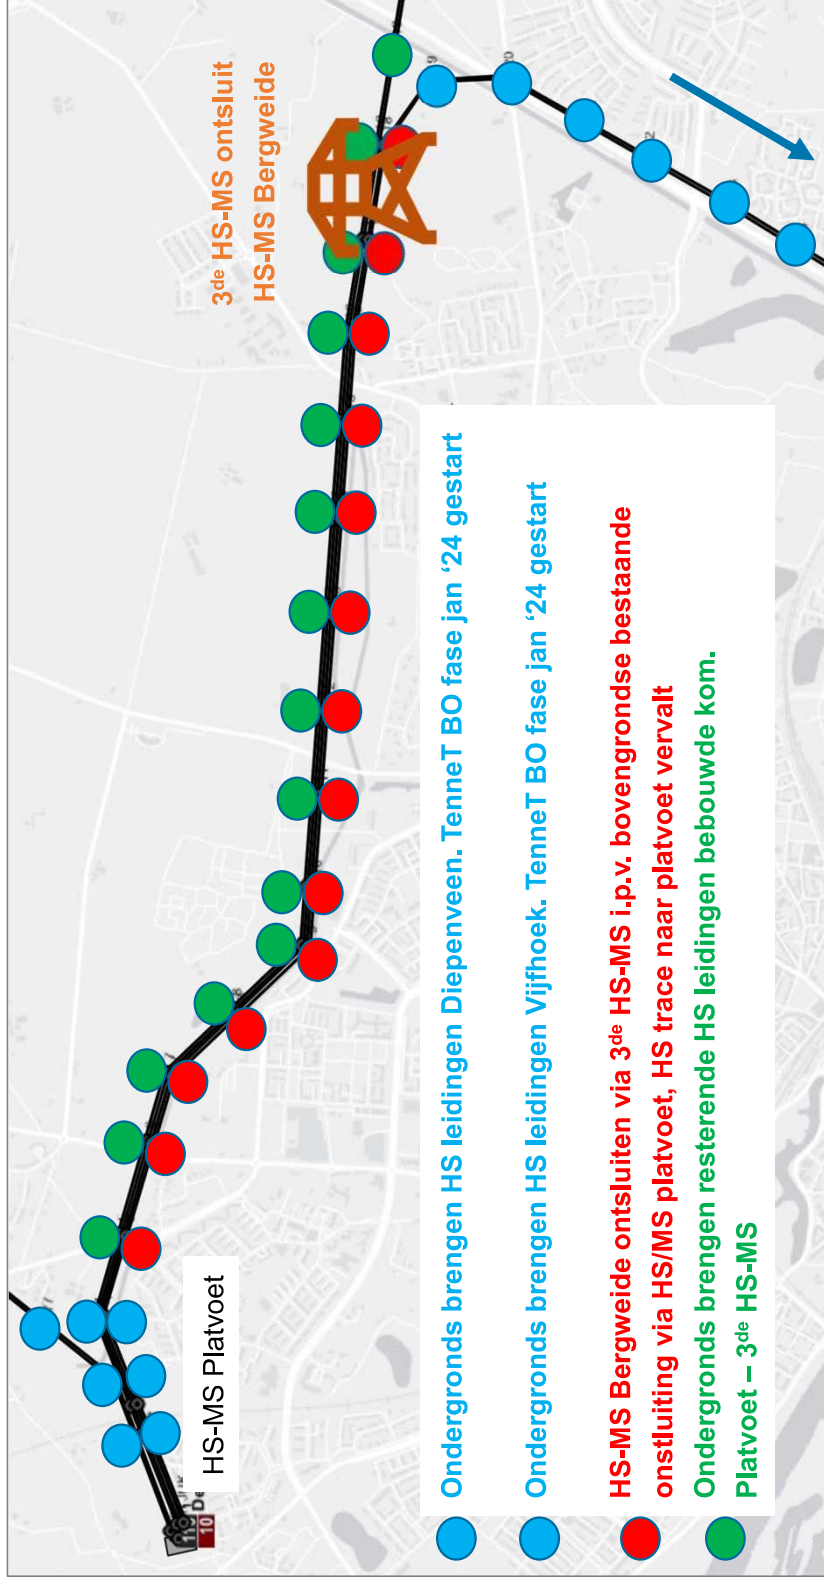 3de HS-MS ontsluit
HS-MS Bergweide
HS-MS Platvoet
Ondergronds brengen HS leidingen Diepenveen. TenneT BO fase jan ‘24 gestart
Ondergronds brengen HS leidingen Vijfhoek. TenneT BO fase jan ‘24 gestart
HS-MS Bergweide ontsluiten via 3de HS-MS i.p.v. bovengrondse bestaande
onstluiting via HS/MS platvoet, HS trace naar platvoet vervalt
Ondergronds brengen resterende HS leidingen bebouwde kom.
Platvoet – 3de HS-MS